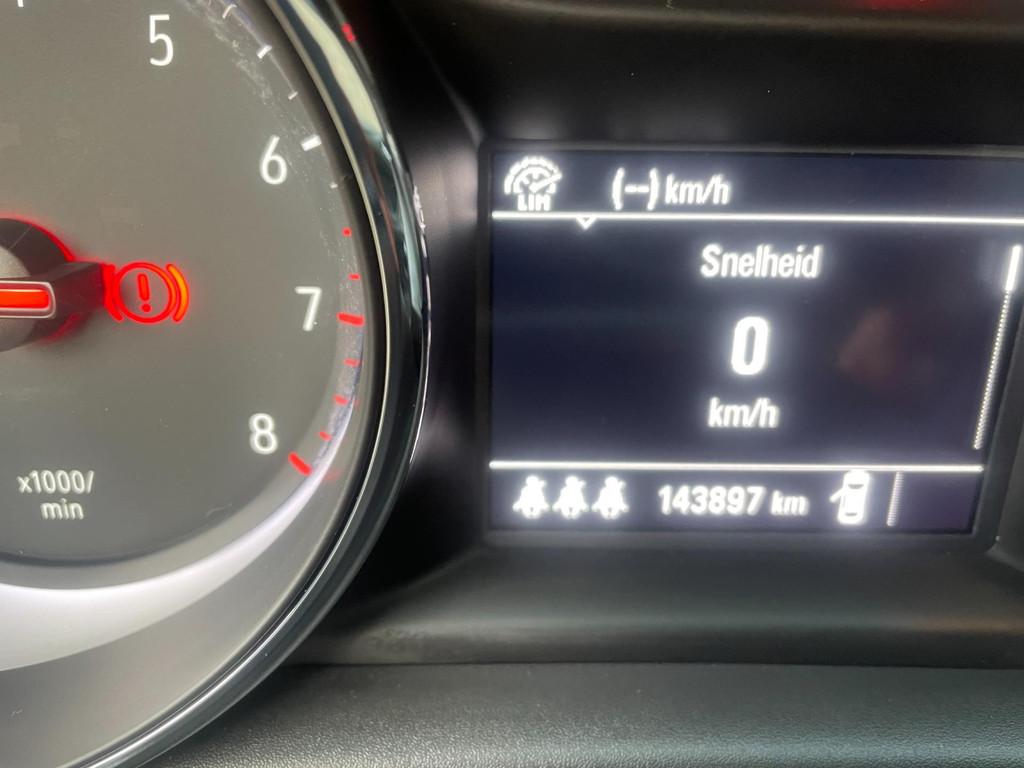 5
6
7
8
x1000/
min
LIM
(--) km/h
Snelheid
0
km/h
143897 km